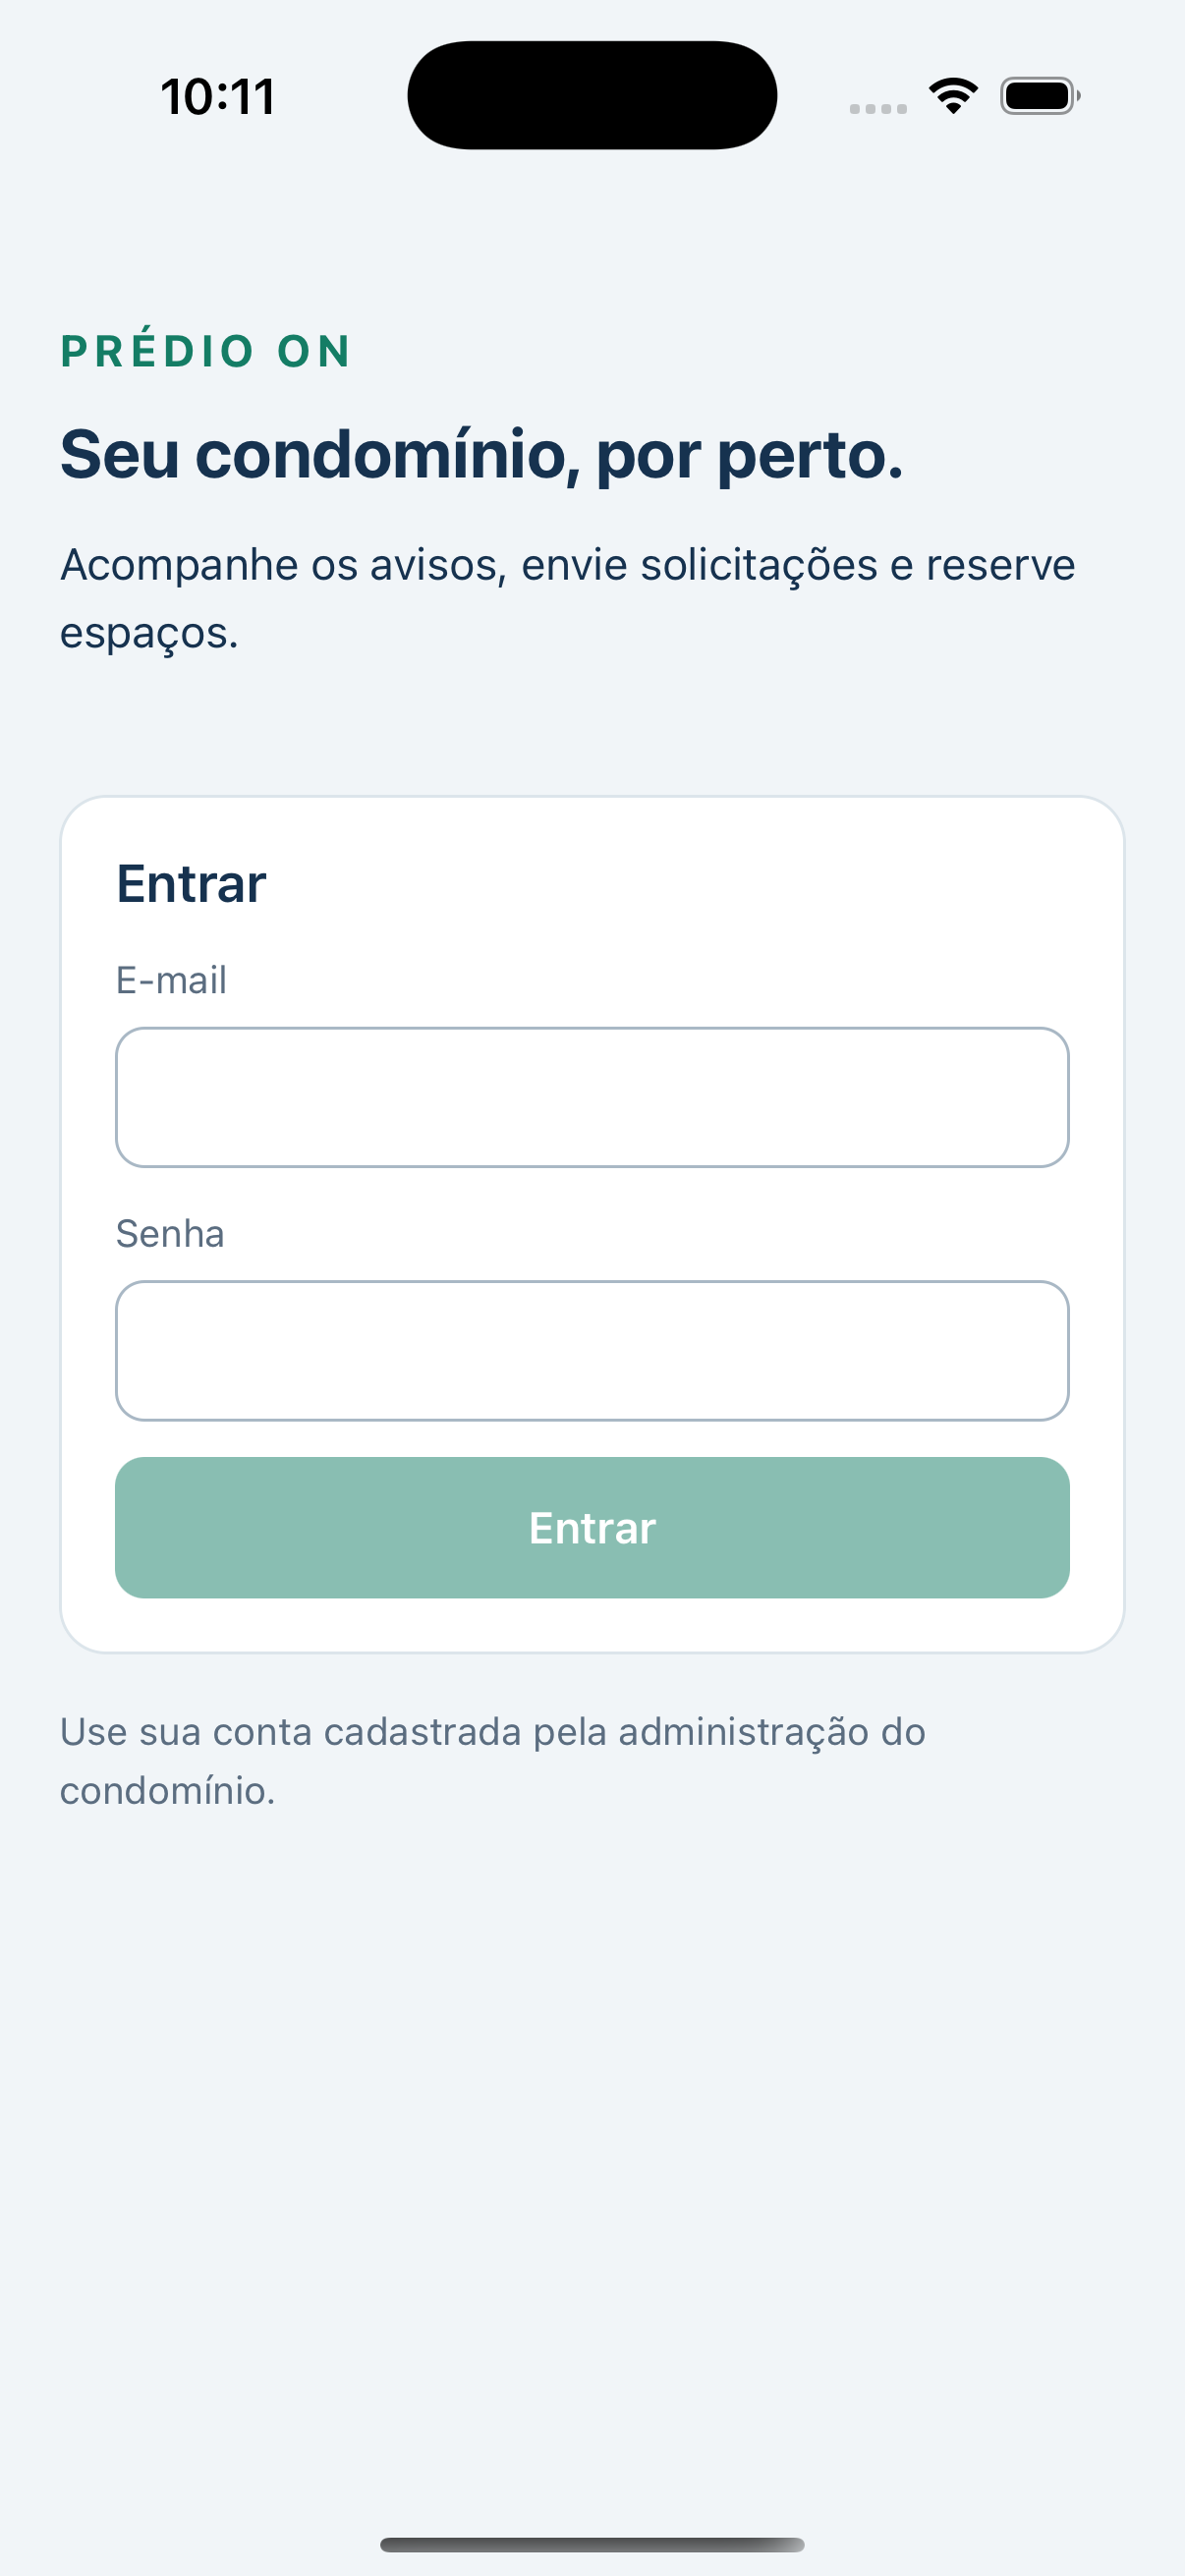 10:11
PRÉDIO ON
Seu condomínio, por perto.
Acompanhe os avisos, envie solicitações e reserve
espaços.
Entrar
E-mail
Senha
Entrar
Use sua conta cadastrada pela administração do
condomínio.